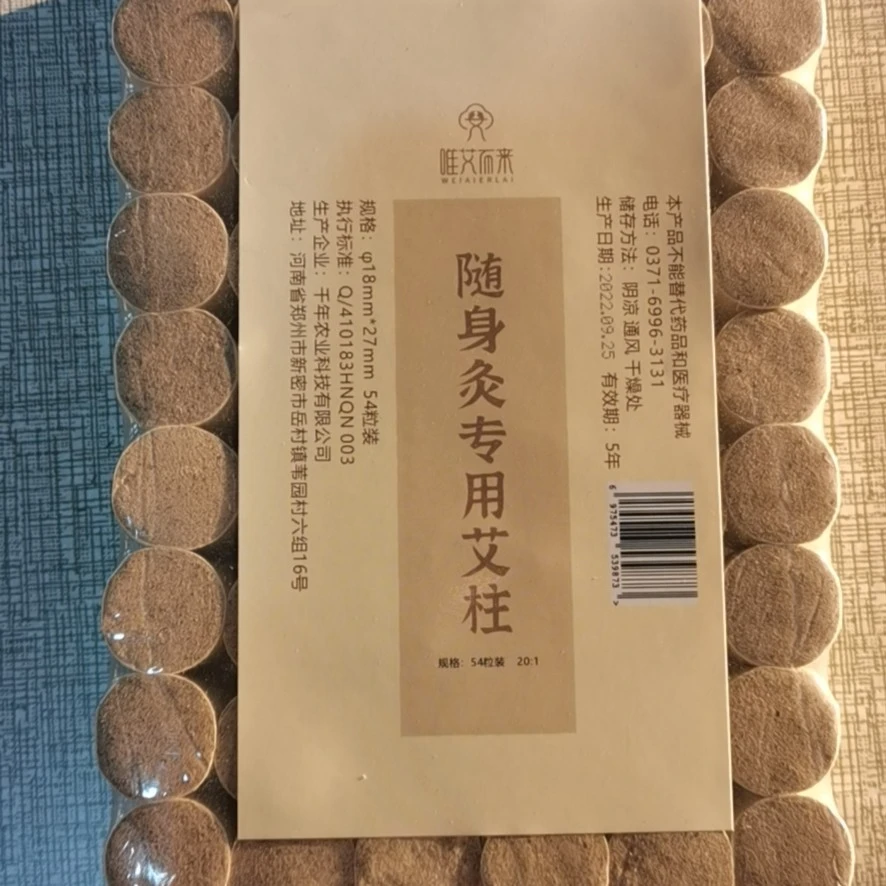 唯艾而来
WEIAIERLAI
随身灸专用艾柱
规格：54粒装 20:1
规格：φ18mm*27mm 54粒装
执行标准：Q/410183HNQN 003
生产企业：千年农业科技有限公司
地址：河南省郑州市新密市岳村镇苇园村六组16号
本产品不能替代药品和医疗器械
电话：0371-6996-3131
储存方法：阴凉 通风 干燥处
生产日期:2022.09.25 有效期：5年
6 975473 539873 >